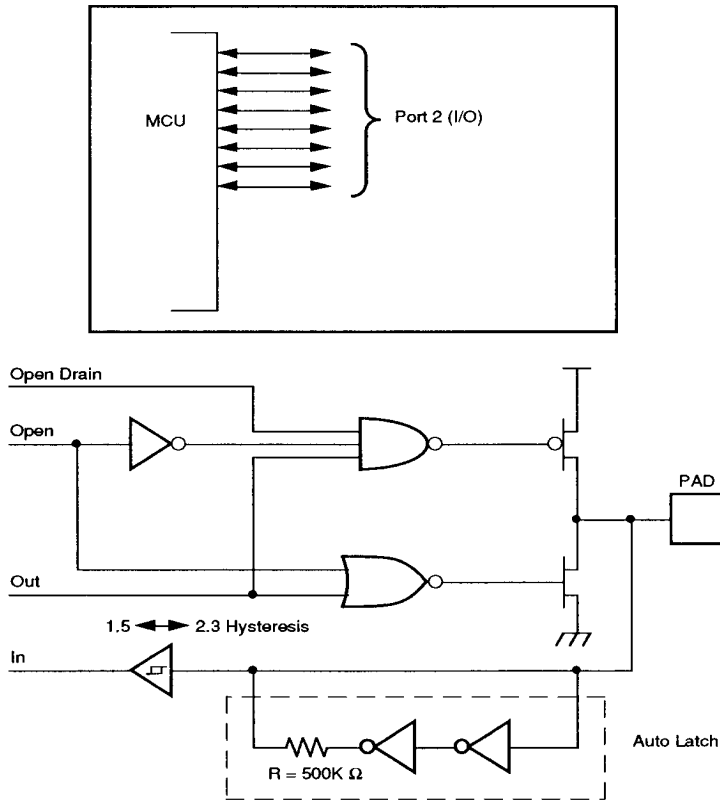 MCU
Port 2 (I/O)
Open Drain
Open
PAD
Out
1.5
2.3 Hysteresis
In
Auto Latch
R = 500K Ω